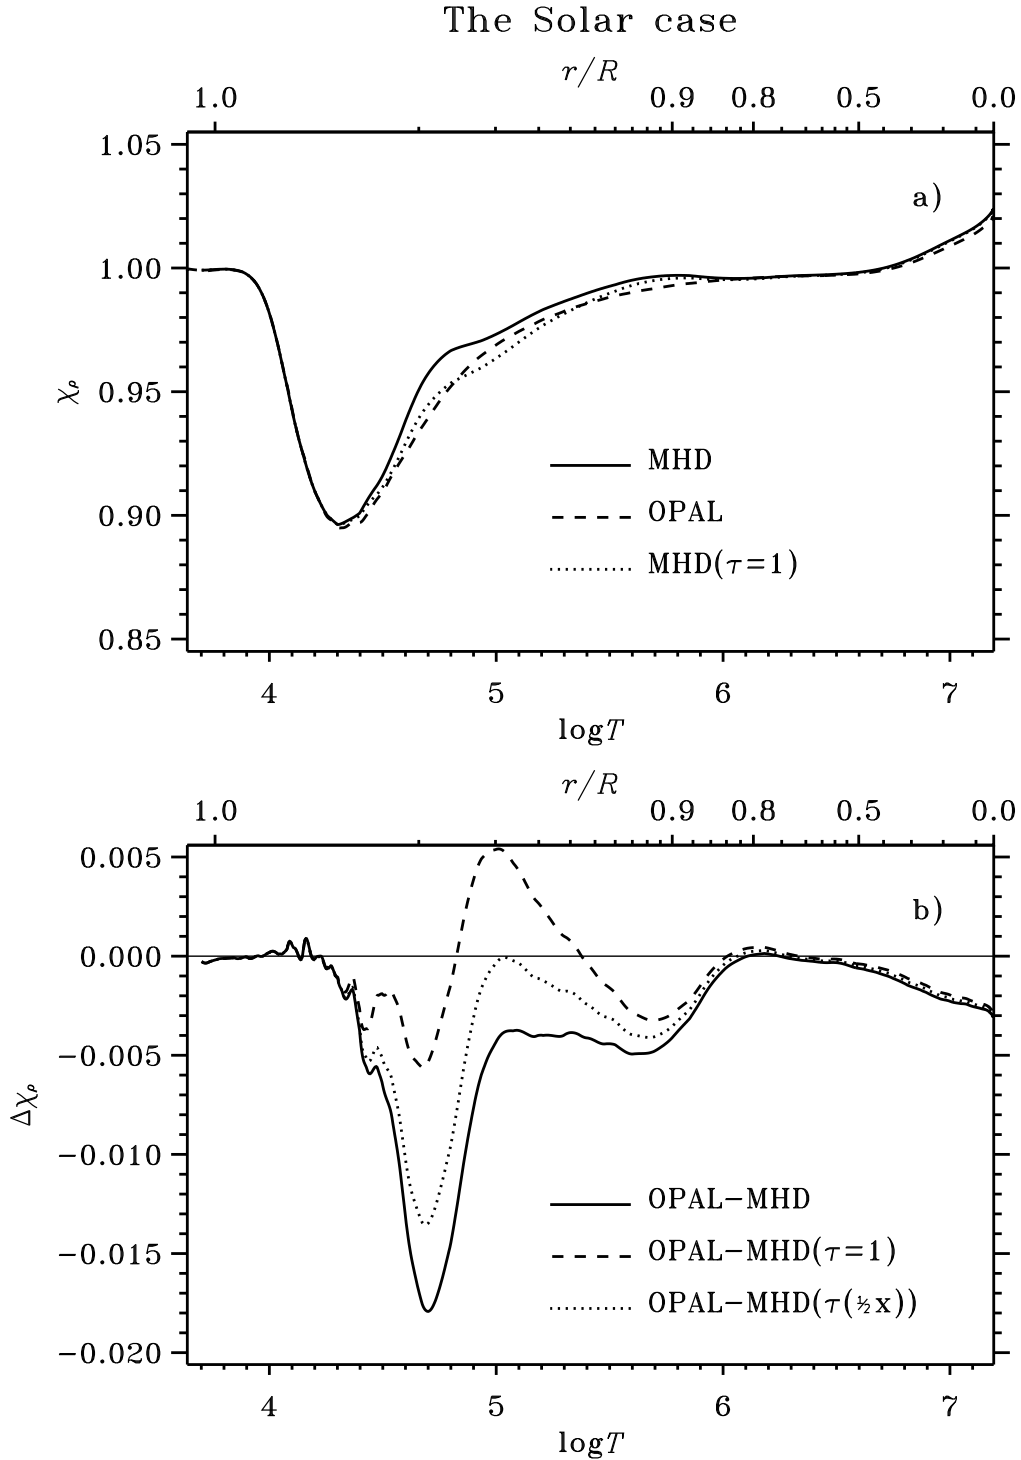 The Solar case
r/R
1.0 0.9 0.8 0.5 0.0
1.05
a)
1.00
χρ
0.95
MHD
0.90
OPAL
MHD(τ=1)
0.85
4 5 6 7
logT
r/R
1.0 0.9 0.8 0.5 0.0
0.005
b)
0.000
−0.005
Δχρ
−0.010
OPAL−MHD
−0.015
OPAL−MHD(τ=1)
OPAL−MHD(τ(½x))
−0.020
4 5 6 7
logT